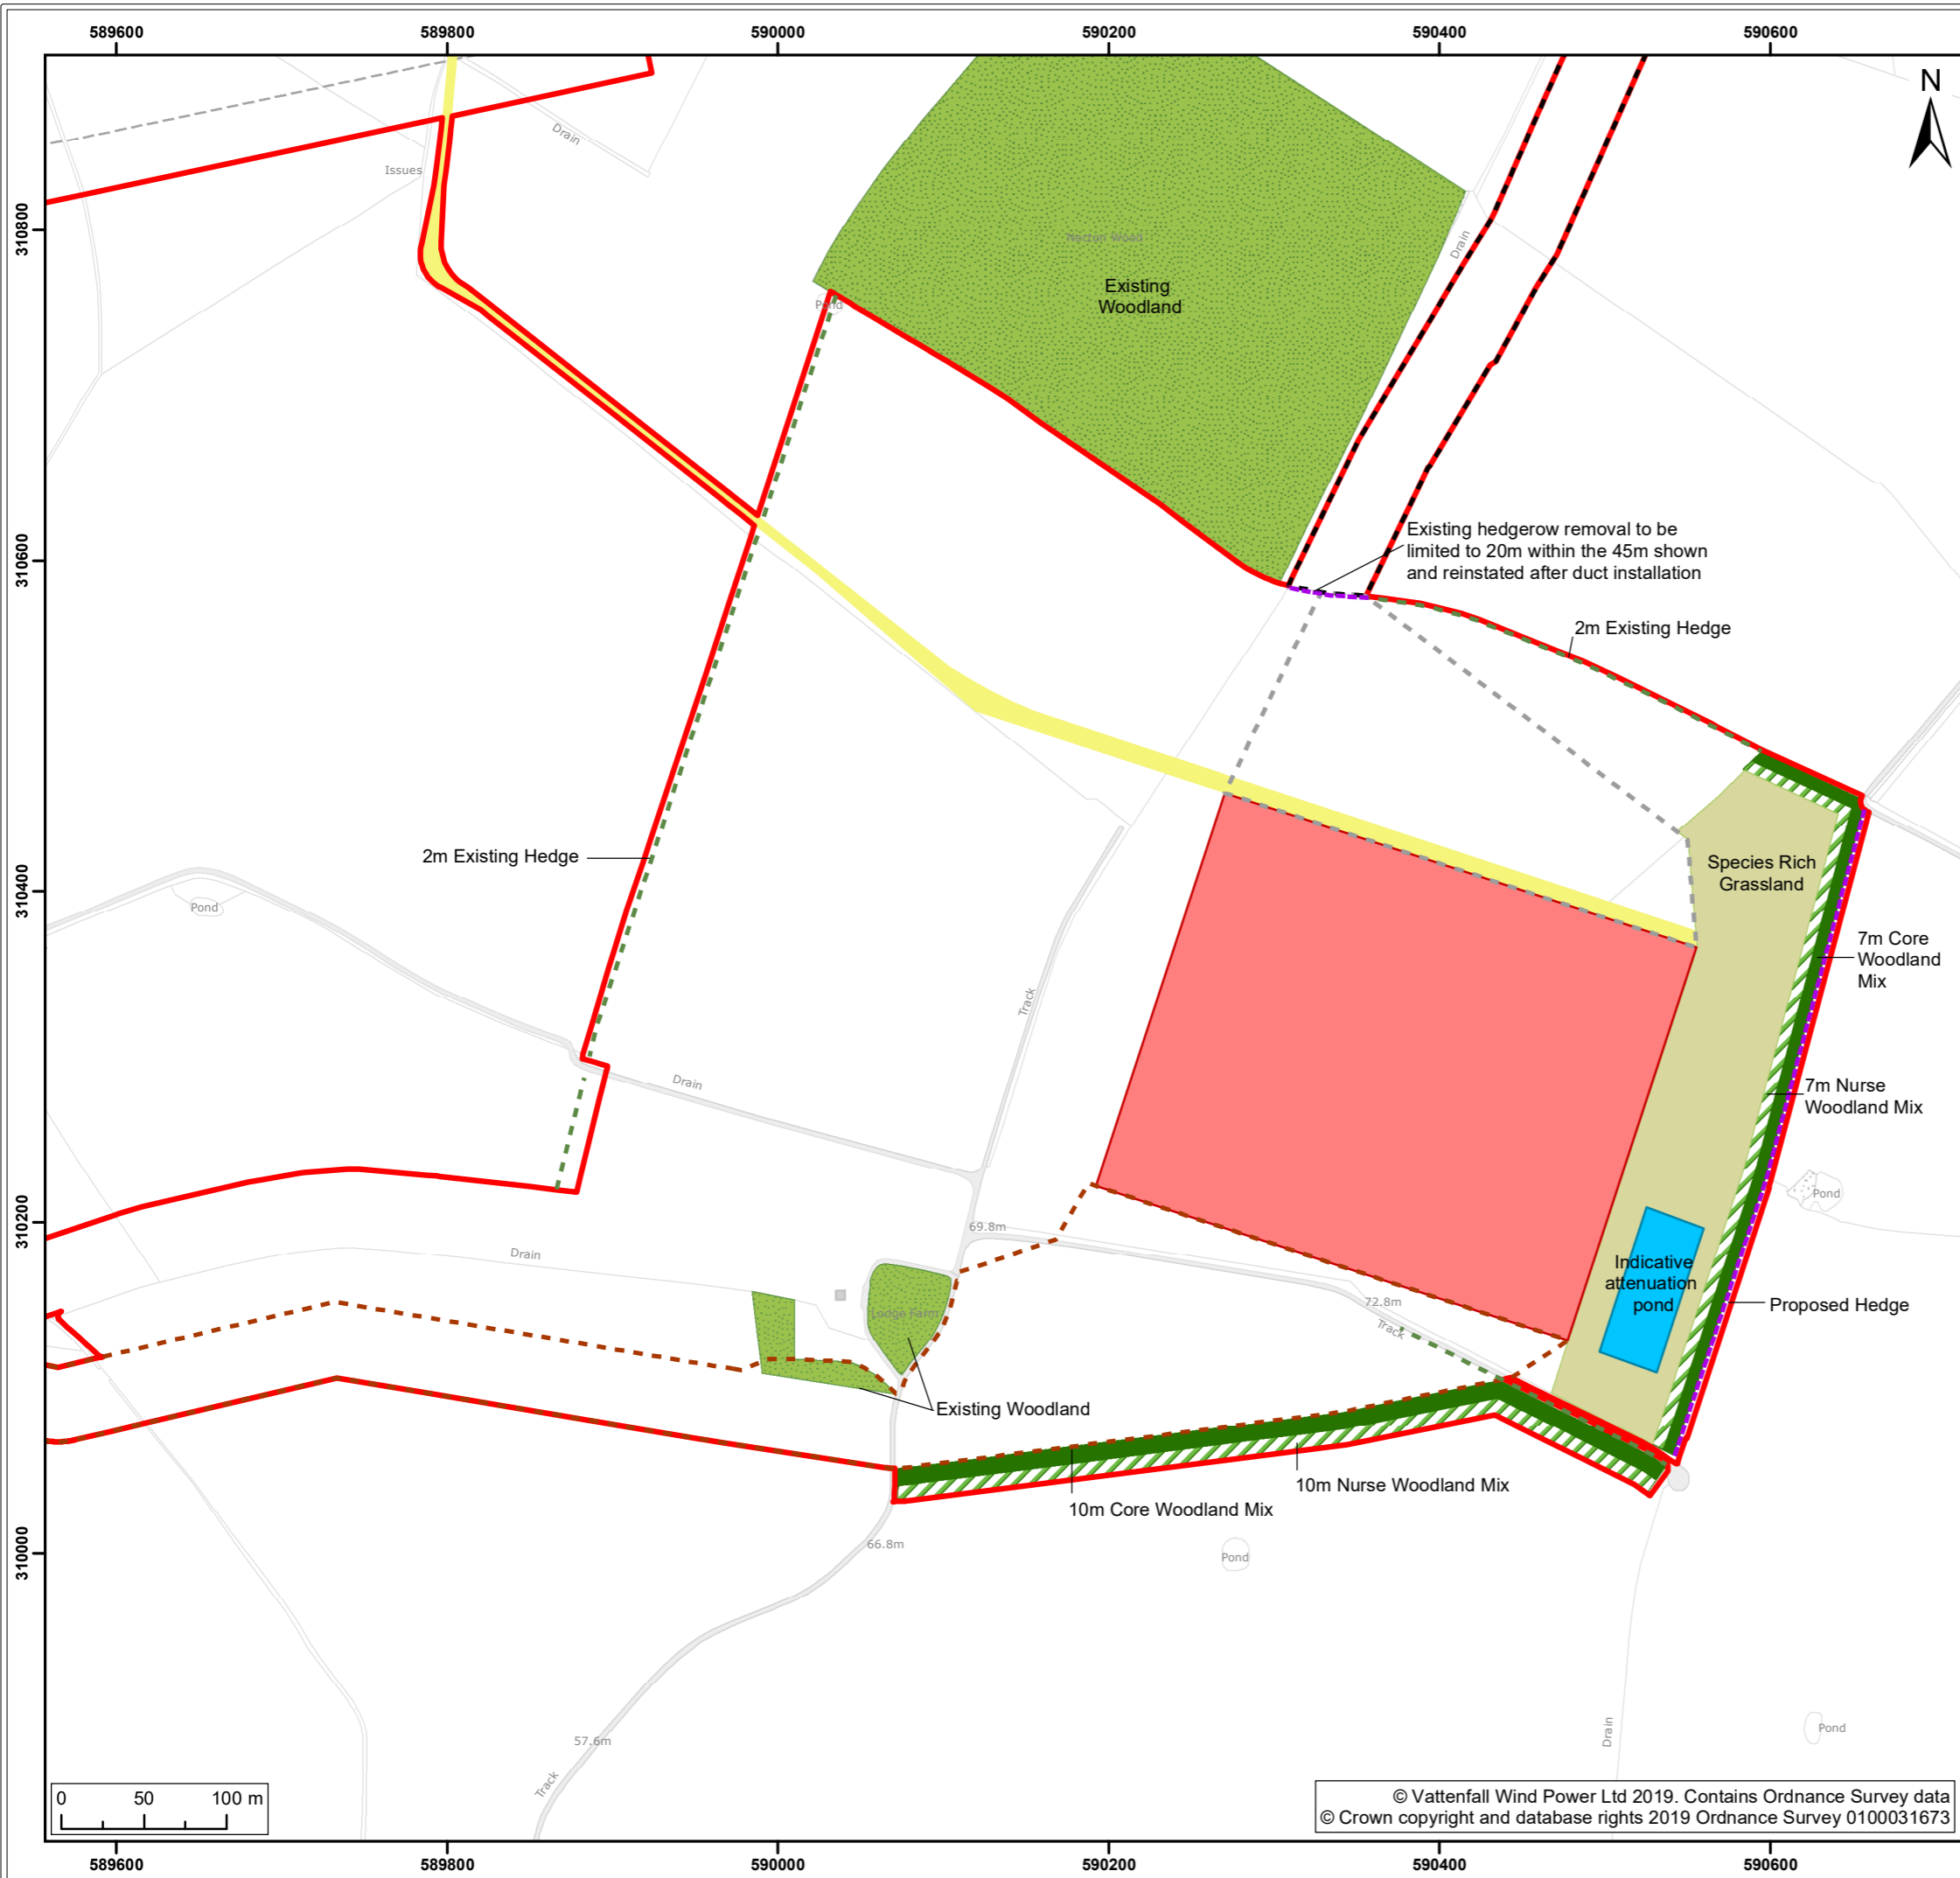 589600
589800
590000
590200
590400
590600
N
Drain
Issues
310800
Necton Wood
Drain
Existing
Woodland
Pond
Existing hedgerow removal to be
limited to 20m within the 45m shown
and reinstated after duct installation
310600
2m Existing Hedge
2m Existing Hedge
Species Rich
Grassland
310400
Pond
7m Core
Woodland
Mix
Track
Drain
7m Nurse
Woodland Mix
310200
69.8m
Pond
Drain
Indicative
attenuation
pond
72.8m
Proposed Hedge
Lodge Farm
Track
Existing Woodland
10m Nurse Woodland Mix
10m Core Woodland Mix
66.8m
Pond
310000
Drain
Pond
57.6m
Track
0 50 100 m
© Vattenfall Wind Power Ltd 2019. Contains Ordnance Survey data
© Crown copyright and database rights 2019 Ordnance Survey 0100031673
589600
589800
590000
590200
590400
590600